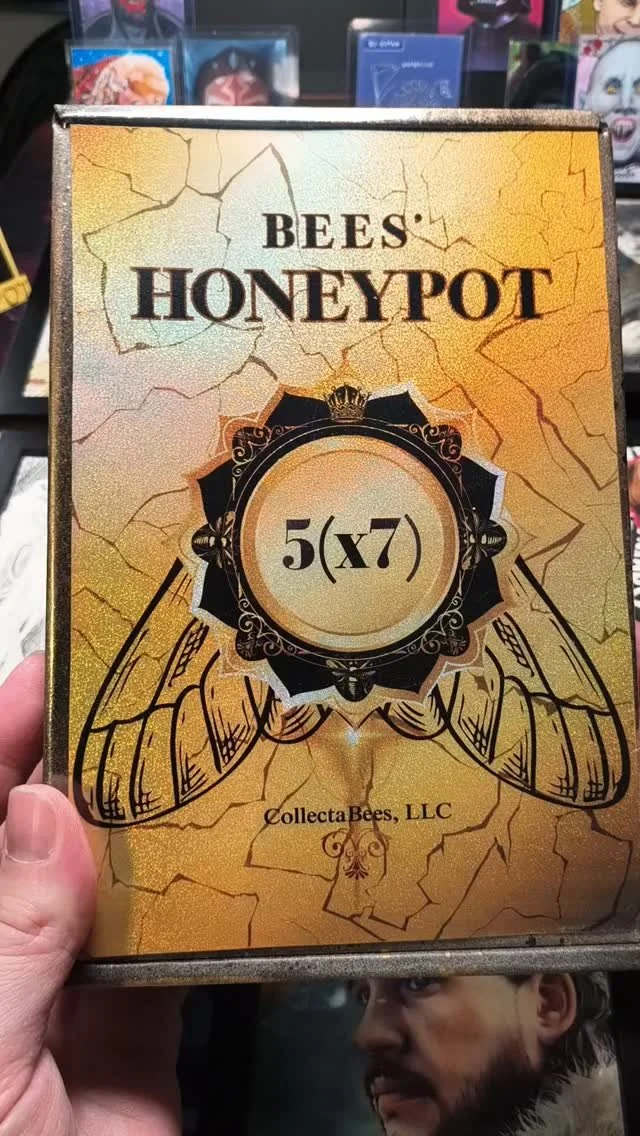 BEES'
HONEYPOT
5(x7)
CollectaBees, LLC